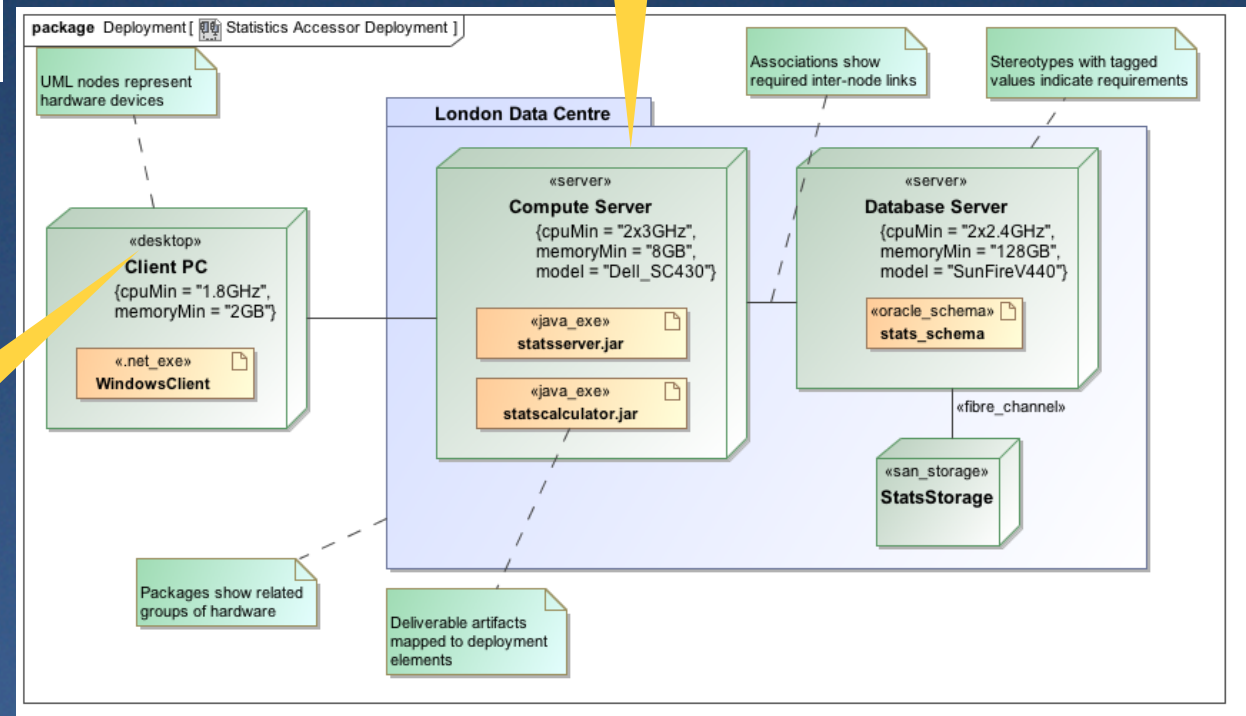 package Deployment [ Statistics Accessor Deployment ]
UML nodes represent
hardware devices
Associations show
required inter-node links
Stereotypes with tagged
values indicate requirements
London Data Centre
«desktop»
Client PC
{cpuMin = "1.8GHz",
memoryMin = "2GB"}
«.net_exe»
WindowsClient
«server»
Compute Server
{cpuMin = "2x3GHz",
memoryMin = "8GB",
model = "Dell_SC430"}
«java_exe»
statsserver.jar
«java_exe»
statscalculator.jar
«server»
Database Server
{cpuMin = "2x2.4GHz",
memoryMin = "128GB",
model = "SunFireV440"}
«oracle_schema»
stats_schema
«fibre_channel»
«san_storage»
StatsStorage
Packages show related
groups of hardware
Deliverable artifacts
mapped to deployment
elements